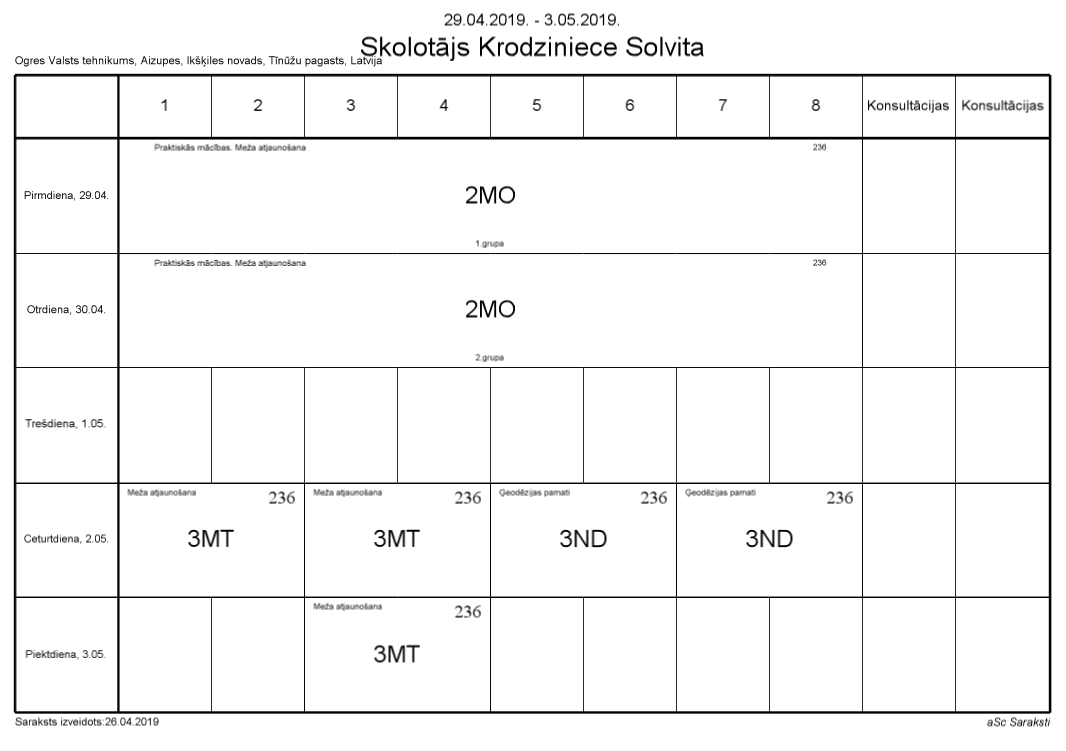 29.04.2019. - 3.05.2019.
Skolotājs Krodziniece Solvita
Ogres Valsts tehnikums, Aizupes, Ikšķiles novads, Tīnūžu pagasts, Latvija
1 2 3 4 5 6 7 8 Konsultācijas Konsultācijas
Praktiskās mācības. Meža atjaunošana 236
Pirmdiena, 29.04. 2MO
1.grupa
Praktiskās mācības. Meža atjaunošana 236
Otrdiena, 30.04. 2MO
2.grupa
Trešdiena, 1.05.
Meža atjaunošana 236 Meža atjaunošana 236 Ģeodēzijas pamati 236 Ģeodēzijas pamati 236
Ceturtdiena, 2.05. 3MT 3MT 3ND 3ND
Meža atjaunošana 236
Piektdiena, 3.05. 3MT
Saraksts izveidots:26.04.2019 aSc Saraksti